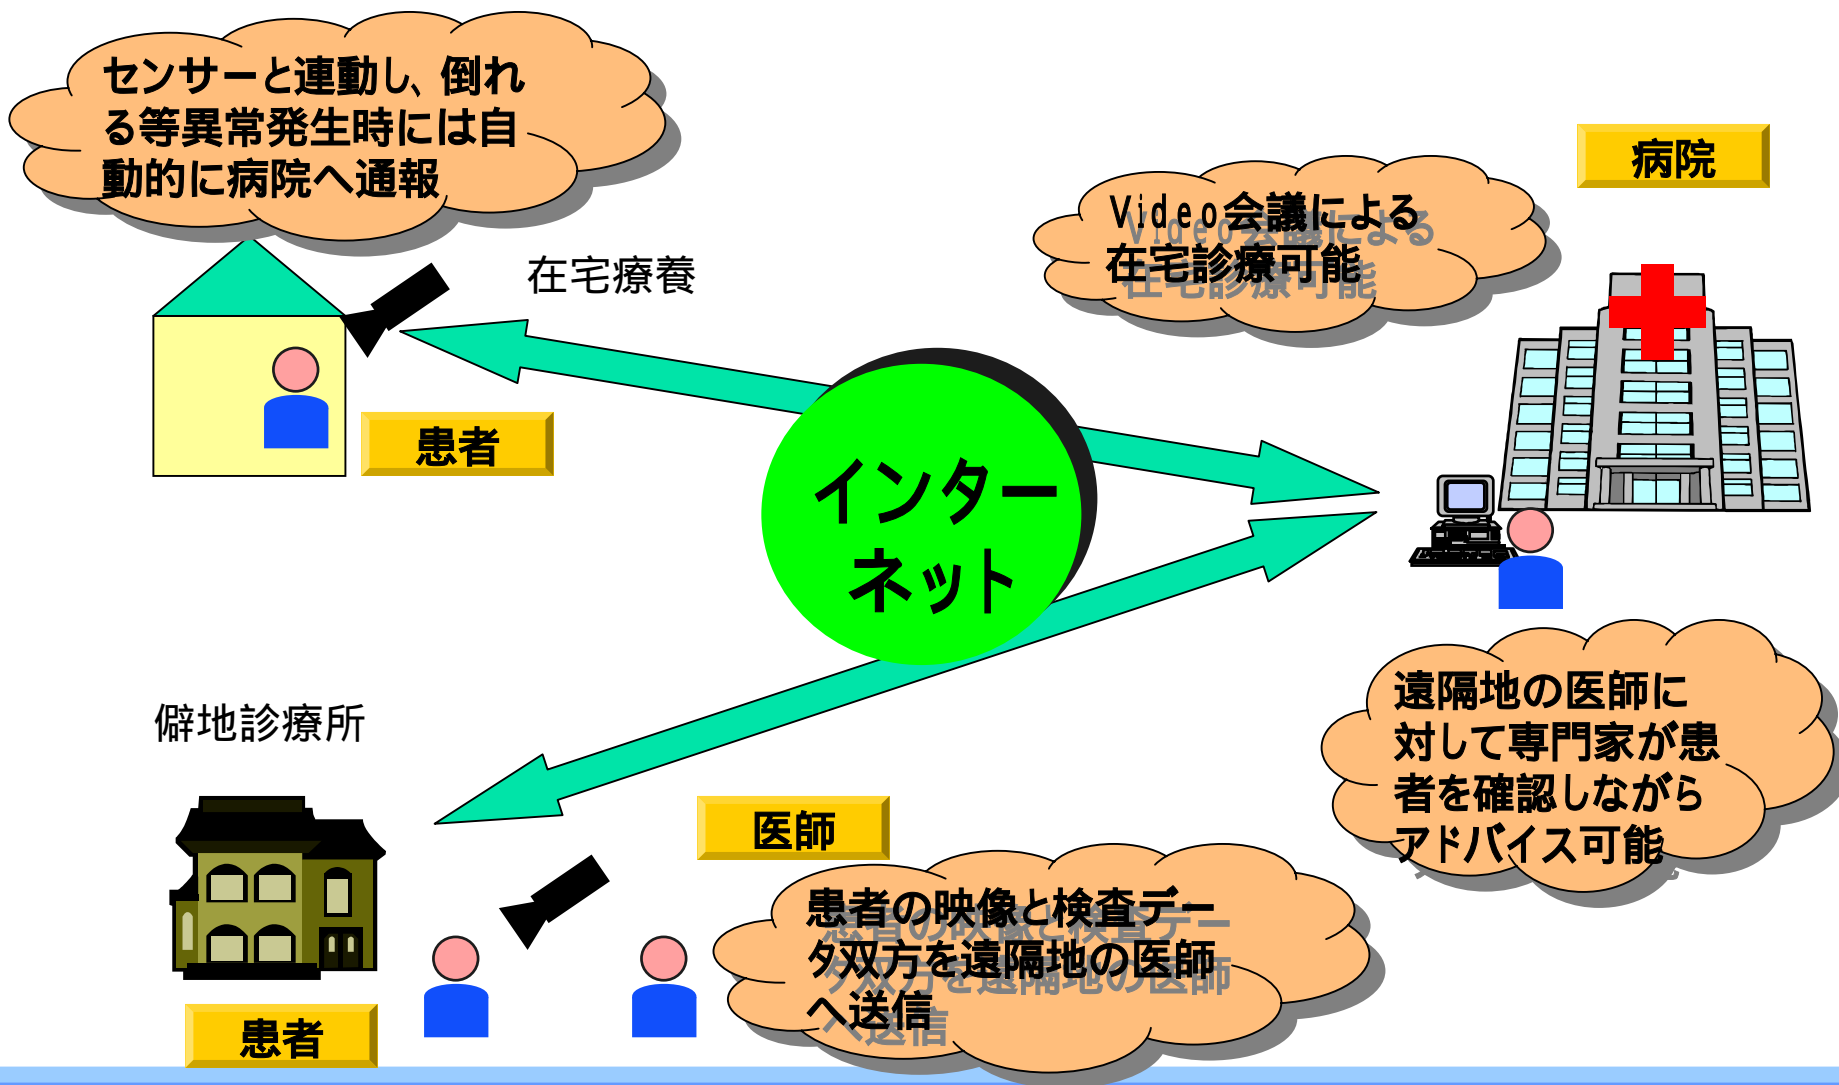 センサーと連動し、倒れ
る等異常発生時には自
動的に病院へ通報
病院
Video会議による
在宅診療可能
在宅療養
患者
インター
ネット
遠隔地の医師に
対して専門家が患
者を確認しながら
アドバイス可能
僻地診療所
医師
患者の映像と検査デー
タ双方を遠隔地の医師
へ送信
患者